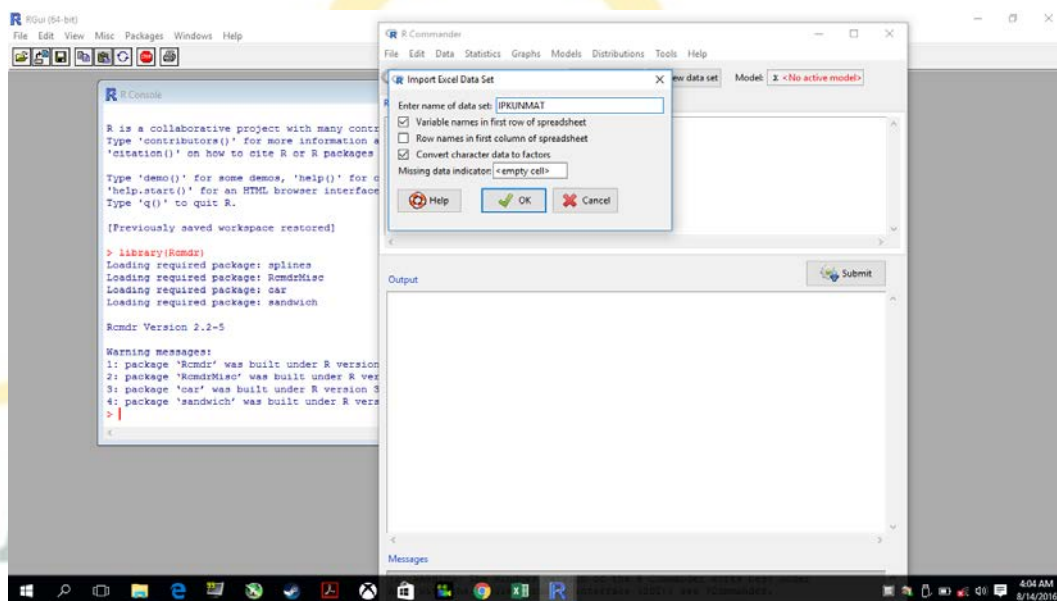 RGui (64-bit)
File Edit View Misc Packages Windows Help
STOP
R Console
R is a collaborative project with many contr
Type 'contributors()' for more information a
'citation()' on how to cite R or R packages
Type 'demo()' for some demos, 'help()' for o
'help.start()' for an HTML browser interface
Type 'q()' to quit R.
[Previously saved workspace restored]
> library(Rcmdr)
Loading required package: splines
Loading required package: RcmdrMisc
Loading required package: car
Loading required package: sandwich
Rcmdr Version 2.2-5
Warning messages:
1: package 'Rcmdr' was built under R version
2: package 'RcmdrMisc' was built under R ver
3: package 'car' was built under R version 3
4: package 'sandwich' was built under R vers
>
R Commander
File Edit Data Statistics Graphs Models Distributions Tools Help
ew data set Model: Σ <No active model>
Import Excel Data Set
Enter name of data set: IPKUNMAT
Variable names in first row of spreadsheet
Row names in first column of spreadsheet
Convert character data to factors
Missing data indicator: <empty cell>
Help OK Cancel
Output
Submit
Messages
4:04 AM
8/14/2016